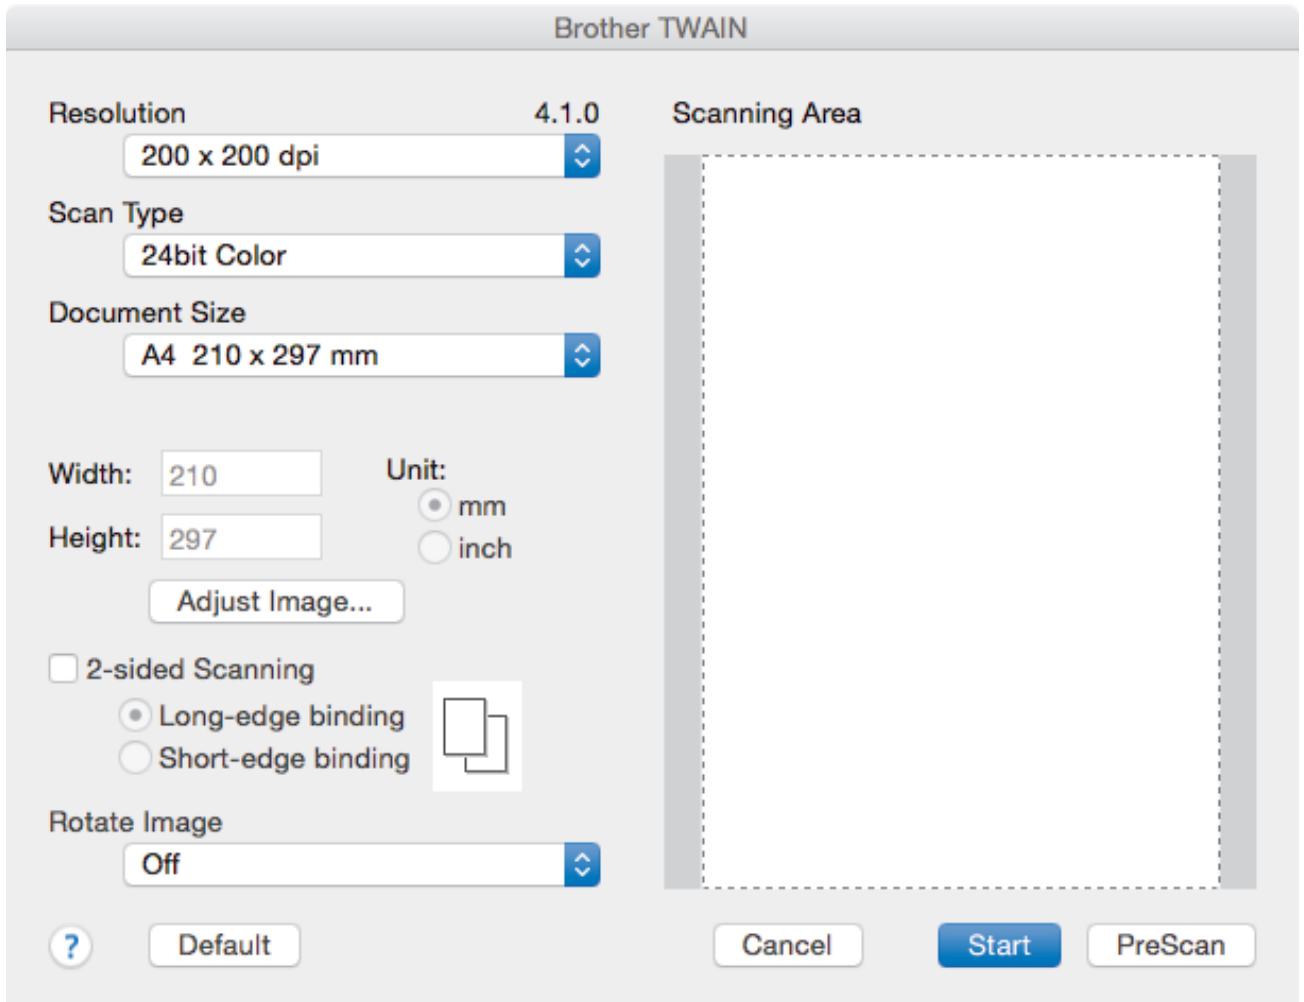 Brother TWAIN
Resolution 4.1.0
200 x 200 dpi
Scan Type
24bit Color
Document Size
A4 210 x 297 mm
Width: 210
Height: 297
Unit:
mm
inch
Adjust Image...
2-sided Scanning
Long-edge binding
Short-edge binding
Rotate Image
Off
? Default
Scanning Area
Cancel Start PreScan